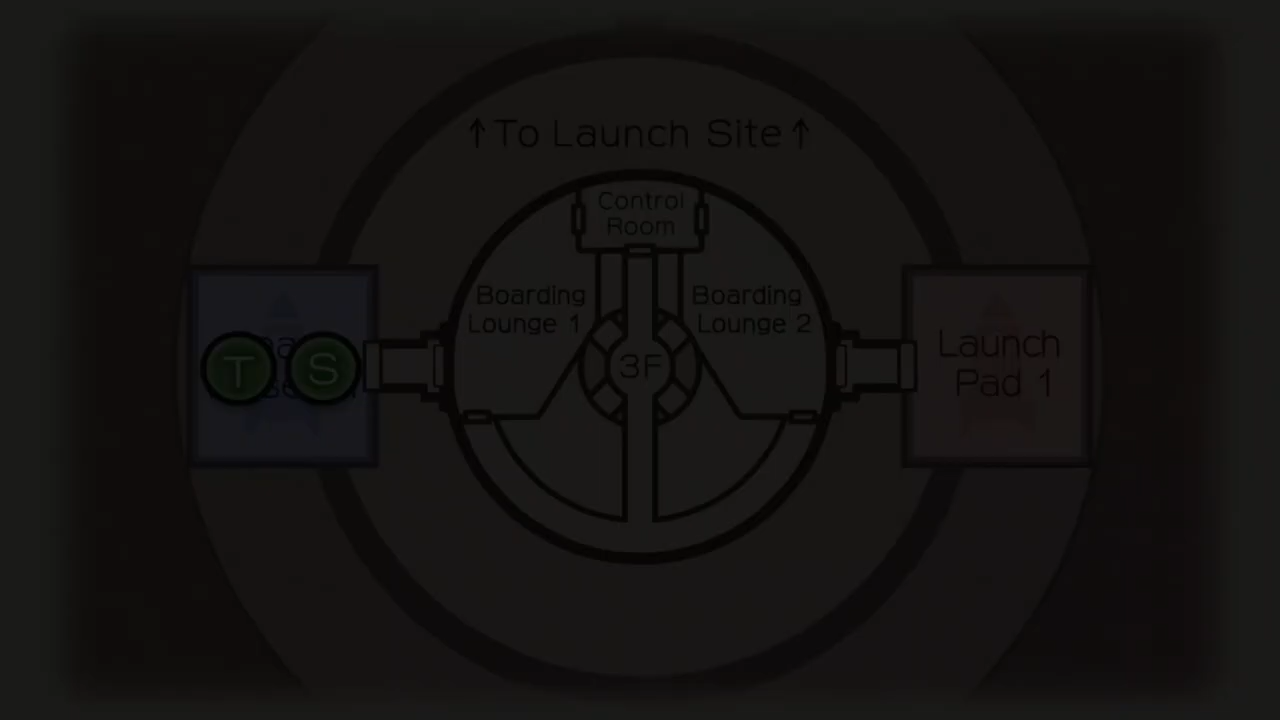 ↑To Launch Site↑
Control
Room
Boarding
Lounge 1
Boarding
Lounge 2
T S
3F
Launch
Pad 1